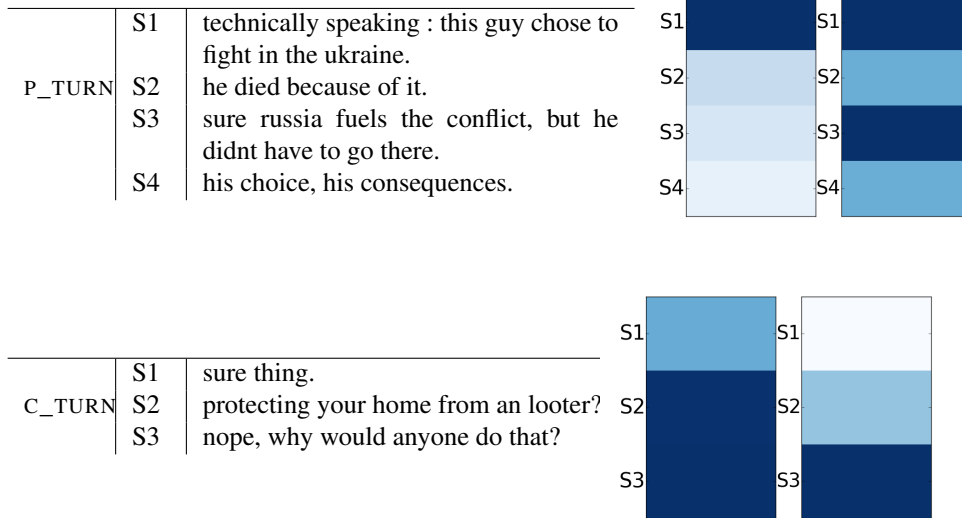 S1 technically speaking : this guy chose to
fight in the ukraine.
P_TURN S2 he died because of it.
S3 sure russia fuels the conflict, but he
didnt have to go there.
S4 his choice, his consequences.
S1 S1
S2 S2
S3 S3
S4 S4
S1 sure thing.
C_TURN S2 protecting your home from an looter?
S3 nope, why would anyone do that?
S1 S1
S2 S2
S3 S3